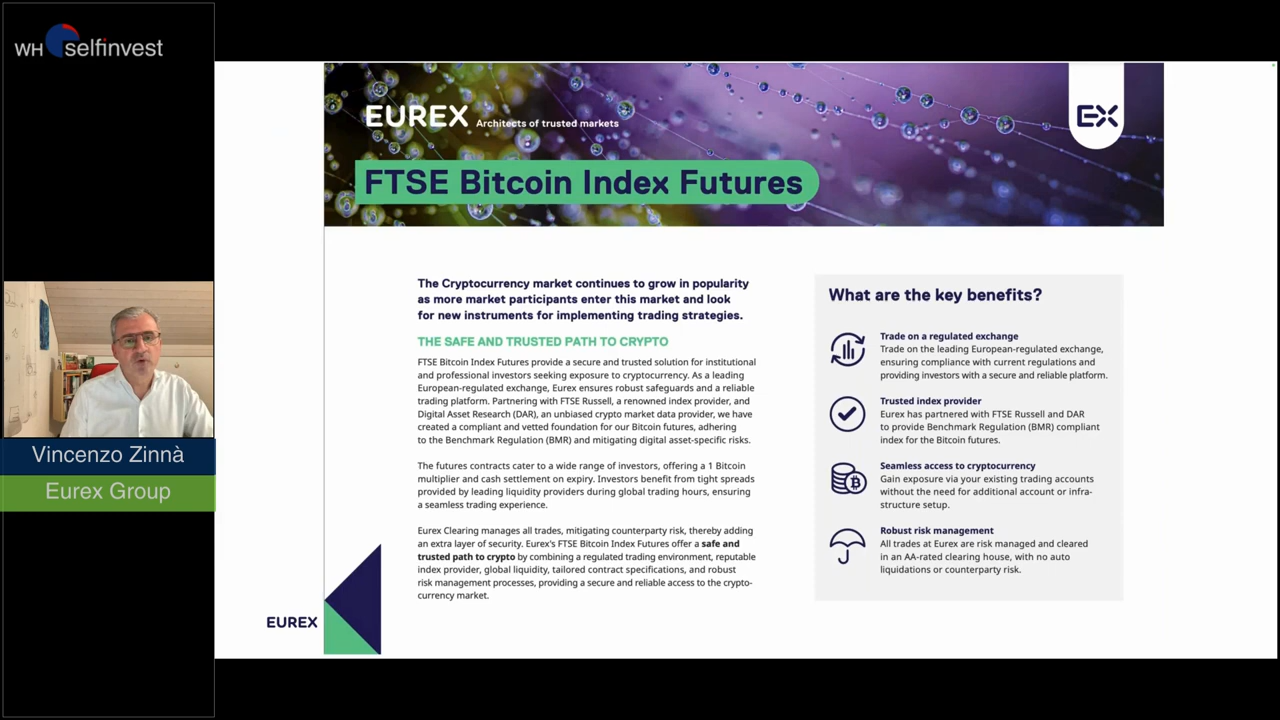 WH selfinvest
EUREX Architects of trusted markets
EX
FTSE Bitcoin Index Futures
The Cryptocurrency market continues to grow in popularity
as more market participants enter this market and look
for new instruments for implementing trading strategies.
THE SAFE AND TRUSTED PATH TO CRYPTO
FTSE Bitcoin Index Futures provide a secure and trusted solution for institutional
and professional investors seeking exposure to cryptocurrency. As a leading
European-regulated exchange, Eurex ensures robust safeguards and a reliable
trading platform. Partnering with FTSE Russell, a renowned index provider, and
Digital Asset Research (DAR), an unbiased crypto market data provider, we have
created a compliant and vetted foundation for our Bitcoin futures, adhering
to the Benchmark Regulation (BMR) and mitigating digital asset-specific risks.
The futures contracts cater to a wide range of investors, offering a 1 Bitcoin
multiplier and cash settlement on expiry. Investors benefit from tight spreads
provided by leading liquidity providers during global trading hours, ensuring
a seamless trading experience.
Eurex Clearing manages all trades, mitigating counterparty risk, thereby adding
an extra layer of security. Eurex's FTSE Bitcoin Index Futures offer a safe and
trusted path to crypto by combining a regulated trading environment, reputable
index provider, global liquidity, tailored contract specifications, and robust
risk management processes, providing a secure and reliable access to the crypto-
currency market.
What are the key benefits?
Trade on a regulated exchange
Trade on the leading European-regulated exchange,
ensuring compliance with current regulations and
providing investors with a secure and reliable platform.
Trusted index provider
Eurex has partnered with FTSE Russell and DAR
to provide Benchmark Regulation (BMR) compliant
index for the Bitcoin futures.
Seamless access to cryptocurrency
Gain exposure via your existing trading accounts
without the need for additional account or infra-
structure setup.
Robust risk management
All trades at Eurex are risk managed and cleared
in an AA-rated clearing house, with no auto
liquidations or counterparty risk.
EUREX
Vincenzo Zinnà
Eurex Group